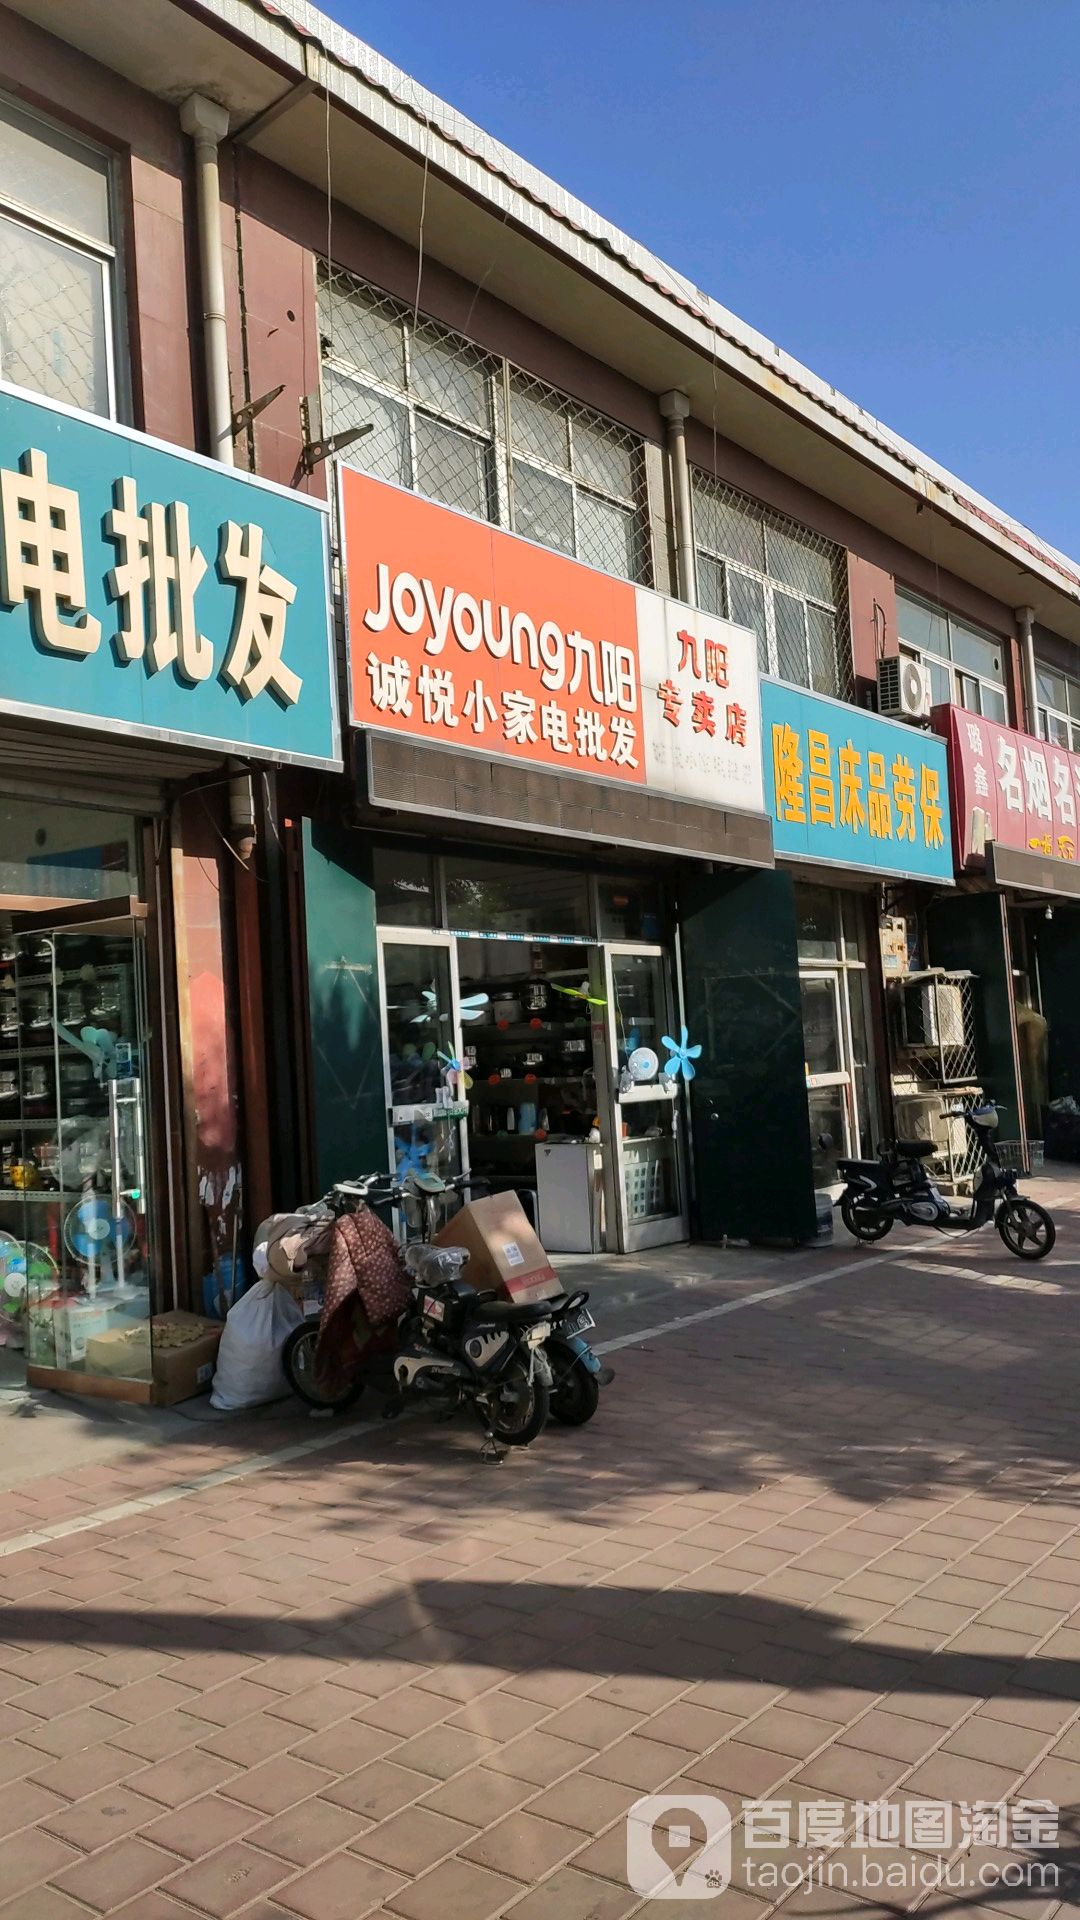 电批发
Joyoung九阳
诚悦小家电批发
九阳
专卖店
隆昌床品劳保
名烟名
百度地图淘金
taojin.baidu.com